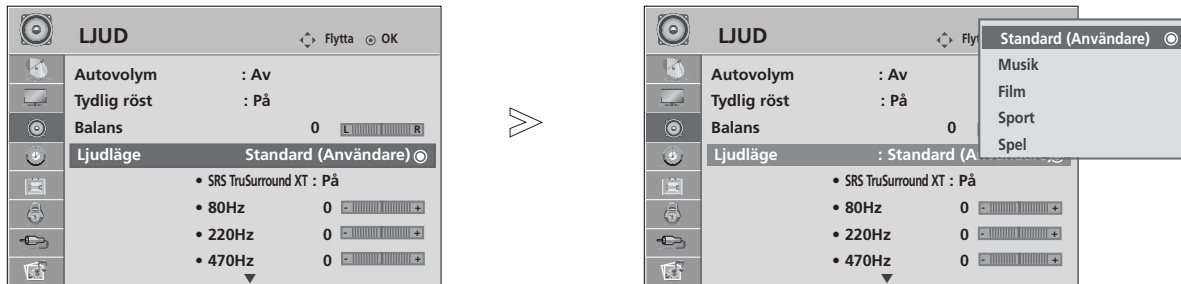 LJUD Flytta OK
Autovolym : Av
Tydlig röst : På
Balans 0 L R
Ljudläge Standard (Användare)
• SRS TruSurround XT : På
• 80Hz 0 - +
• 220Hz 0 - +
• 470Hz 0 - +
>
LJUD Fly
Autovolym : Av
Tydlig röst : På
Balans 0
Ljudläge : Standard (A
• SRS TruSurround XT : På
• 80Hz 0 - +
• 220Hz 0 - +
• 470Hz 0 - +
Standard (Användare)
Musik
Film
Sport
Spel